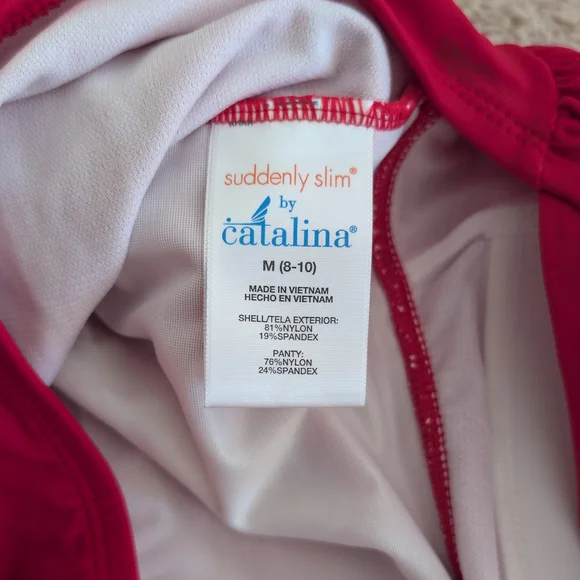 suddenly slim®
by
catalina®
M (8-10)
MADE IN VIETNAM
HECHO EN VIETNAM
SHELL/TELA EXTERIOR:
81%NYLON
19%SPANDEX
PANTY:
76%NYLON
24%SPANDEX